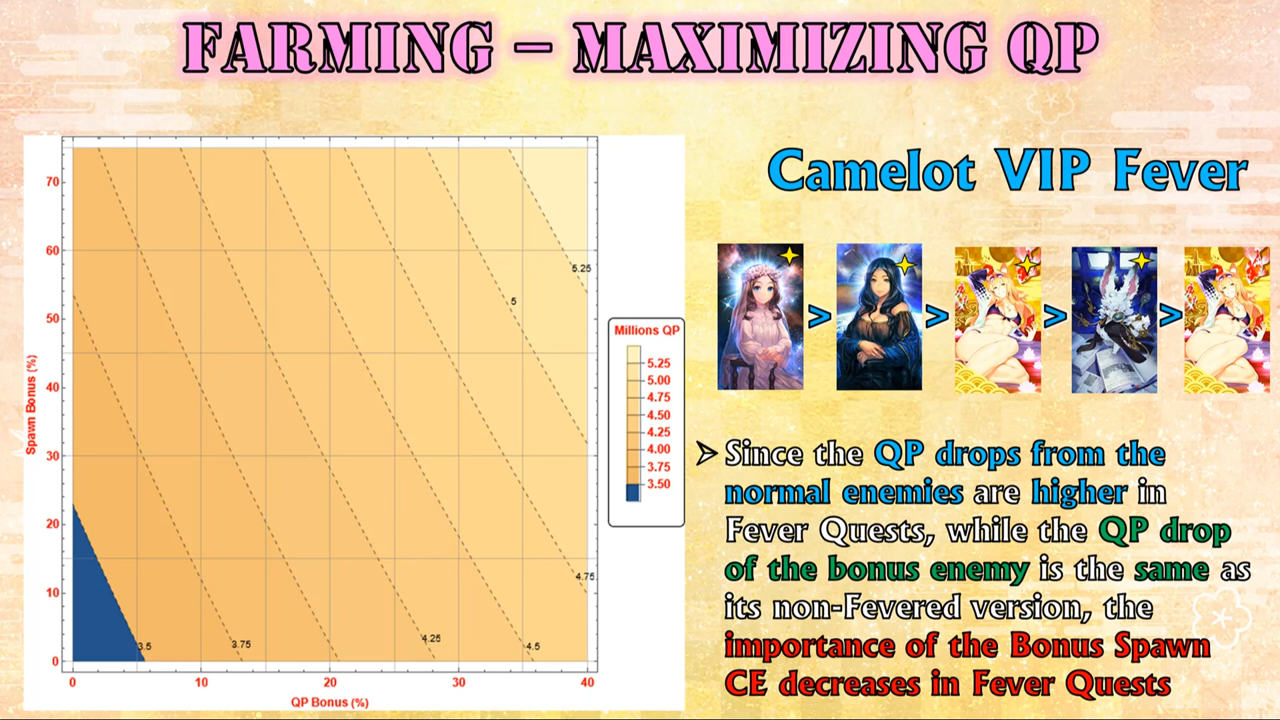 FARMING – MAXIMIZING QP
Camelot VIP Fever
> > > >
➢ Since the QP drops from the
normal enemies are higher in
Fever Quests, while the QP drop
of the bonus enemy is the same as
its non-Fevered version, the
importance of the Bonus Spawn
CE decreases in Fever Quests
Spawn Bonus (%)
70
60
50
40
30
20
10
0
0 10 20 30 40
QP Bonus (%)
5.25
5
4.75
3.5 3.75 4.25 4.5
Millions QP
5.25
5.00
4.75
4.50
4.25
4.00
3.75
3.50